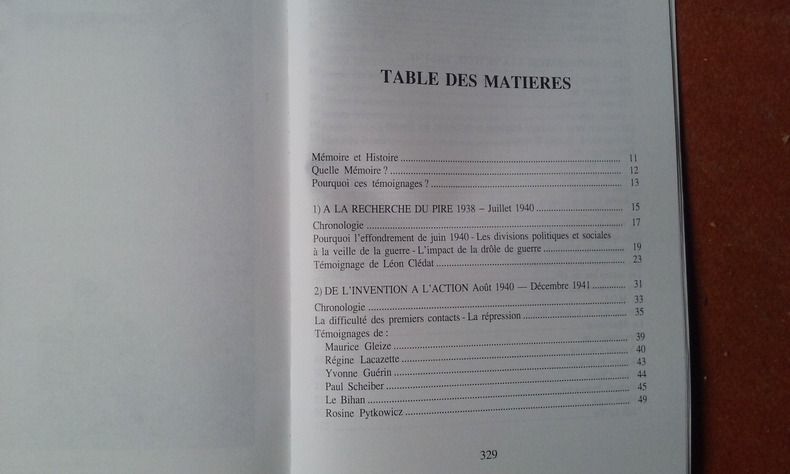 TABLE DES MATIERES
Mémoire et Histoire 11
Quelle Mémoire ? 12
Pourquoi ces témoignages ? 13
1) A LA RECHERCHE DU PIRE 1938 – Juillet 1940 15
Chronologie 17
Pourquoi l'effondrement de juin 1940 - Les divisions politiques et sociales
à la veille de la guerre - L'impact de la drôle de guerre 19
Témoignage de Léon Clédat 23
2) DE L'INVENTION A L'ACTION Août 1940 — Décembre 1941 31
Chronologie 33
La difficulté des premiers contacts - La répression 35
Témoignages de :
Maurice Gleize 39
Régine Lacazette 40
Yvonne Guérin 43
Paul Scheiber 44
Le Bihan 45
Rosine Pytkowicz 49
329